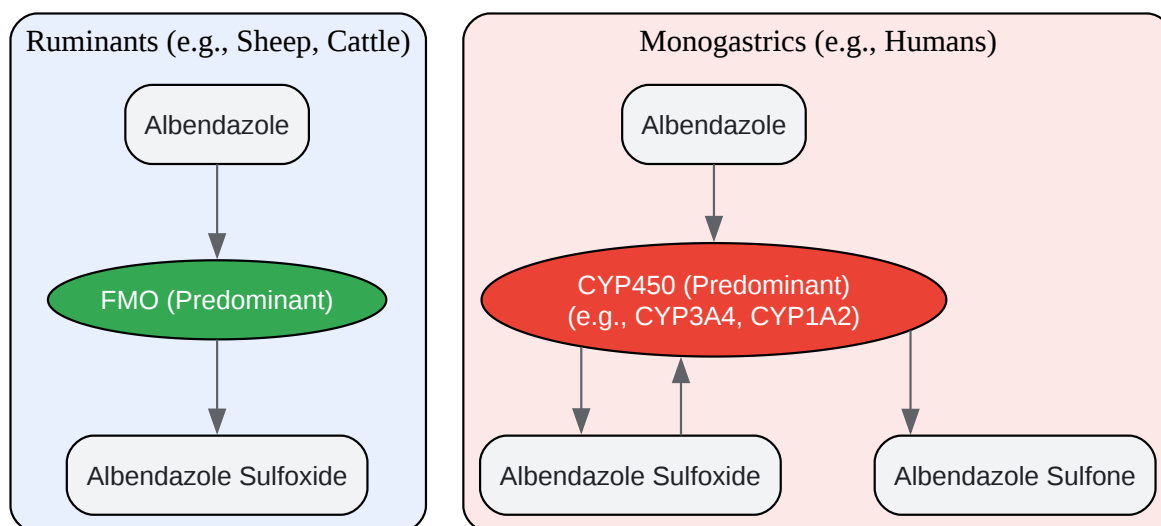 Ruminants (e.g., Sheep, Cattle)
Albendazole
FMO (Predominant)
Albendazole Sulfoxide
Monogastrics (e.g., Humans)
Albendazole
CYP450 (Predominant)
(e.g., CYP3A4, CYP1A2)
Albendazole Sulfoxide
Albendazole Sulfone